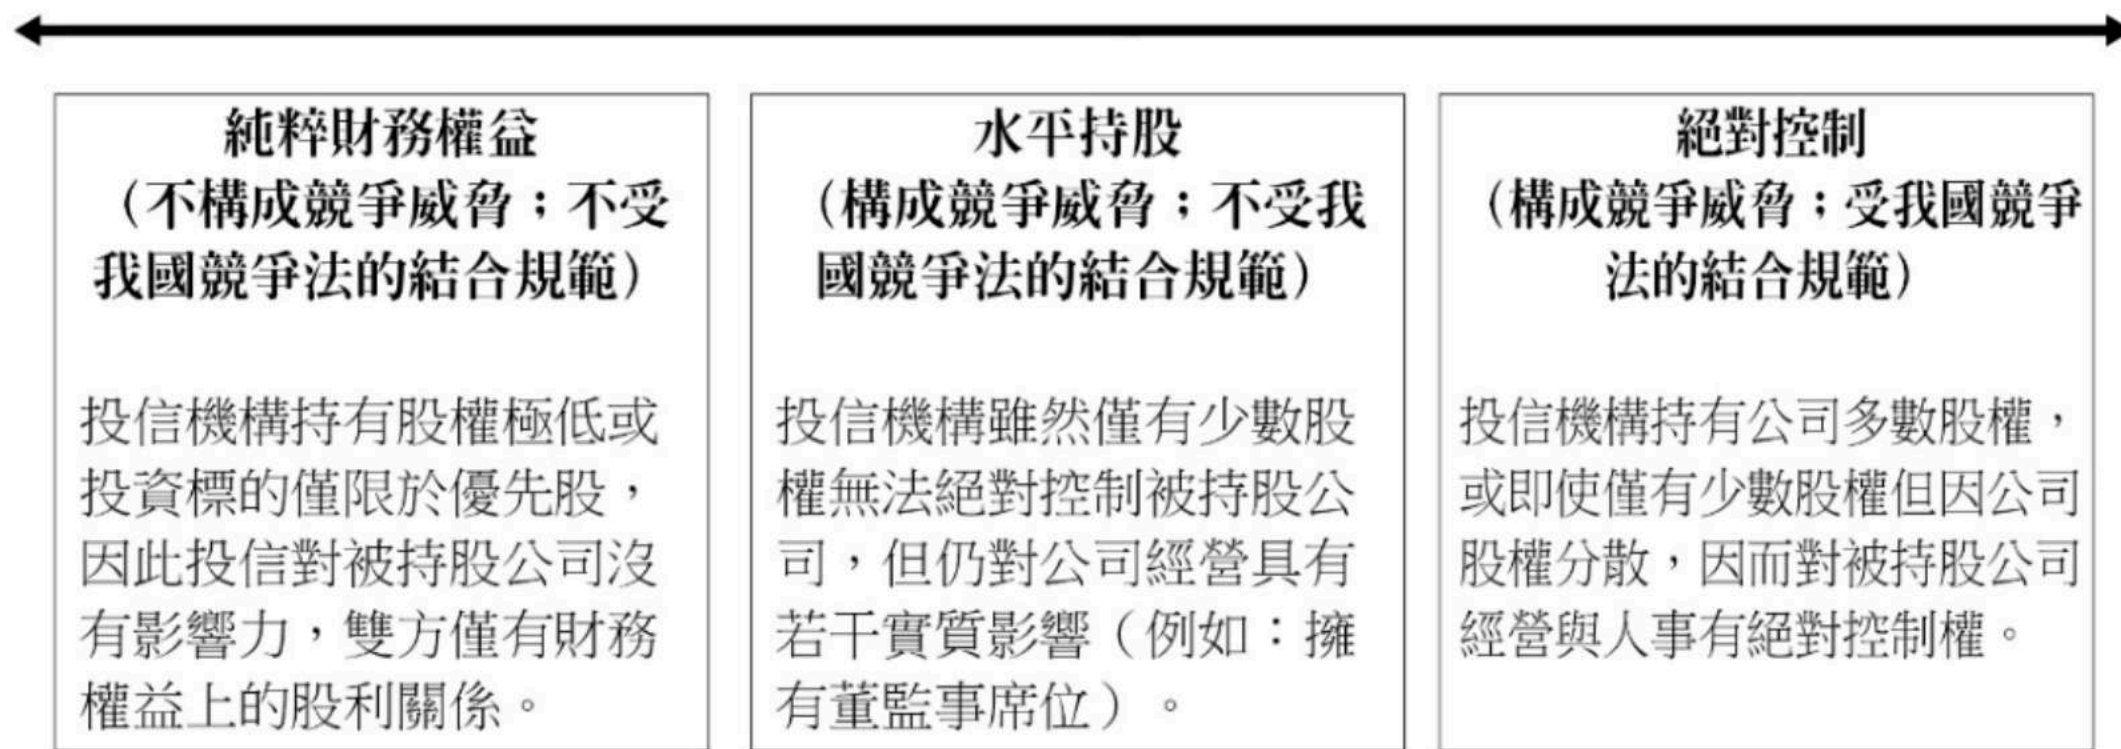 純粹財務權益
（不構成競爭威脅；不受
我國競爭法的結合規範）
投信機構持有股權極低或
投資標的僅限於優先股，
因此投信對被持股公司沒
有影響力，雙方僅有財務
權益上的股利關係。
水平持股
（構成競爭威脅；不受我
國競爭法的結合規範）
投信機構雖然僅有少數股
權無法絕對控制被持股公
司，但仍對公司經營具有
若干實質影響（例如：擁
有董監事席位）。
絕對控制
（構成競爭威脅；受我國競爭
法的結合規範）
投信機構持有公司多數股權，
或即使僅有少數股權但因公司
股權分散，因而對被持股公司
經營與人事有絕對控制權。